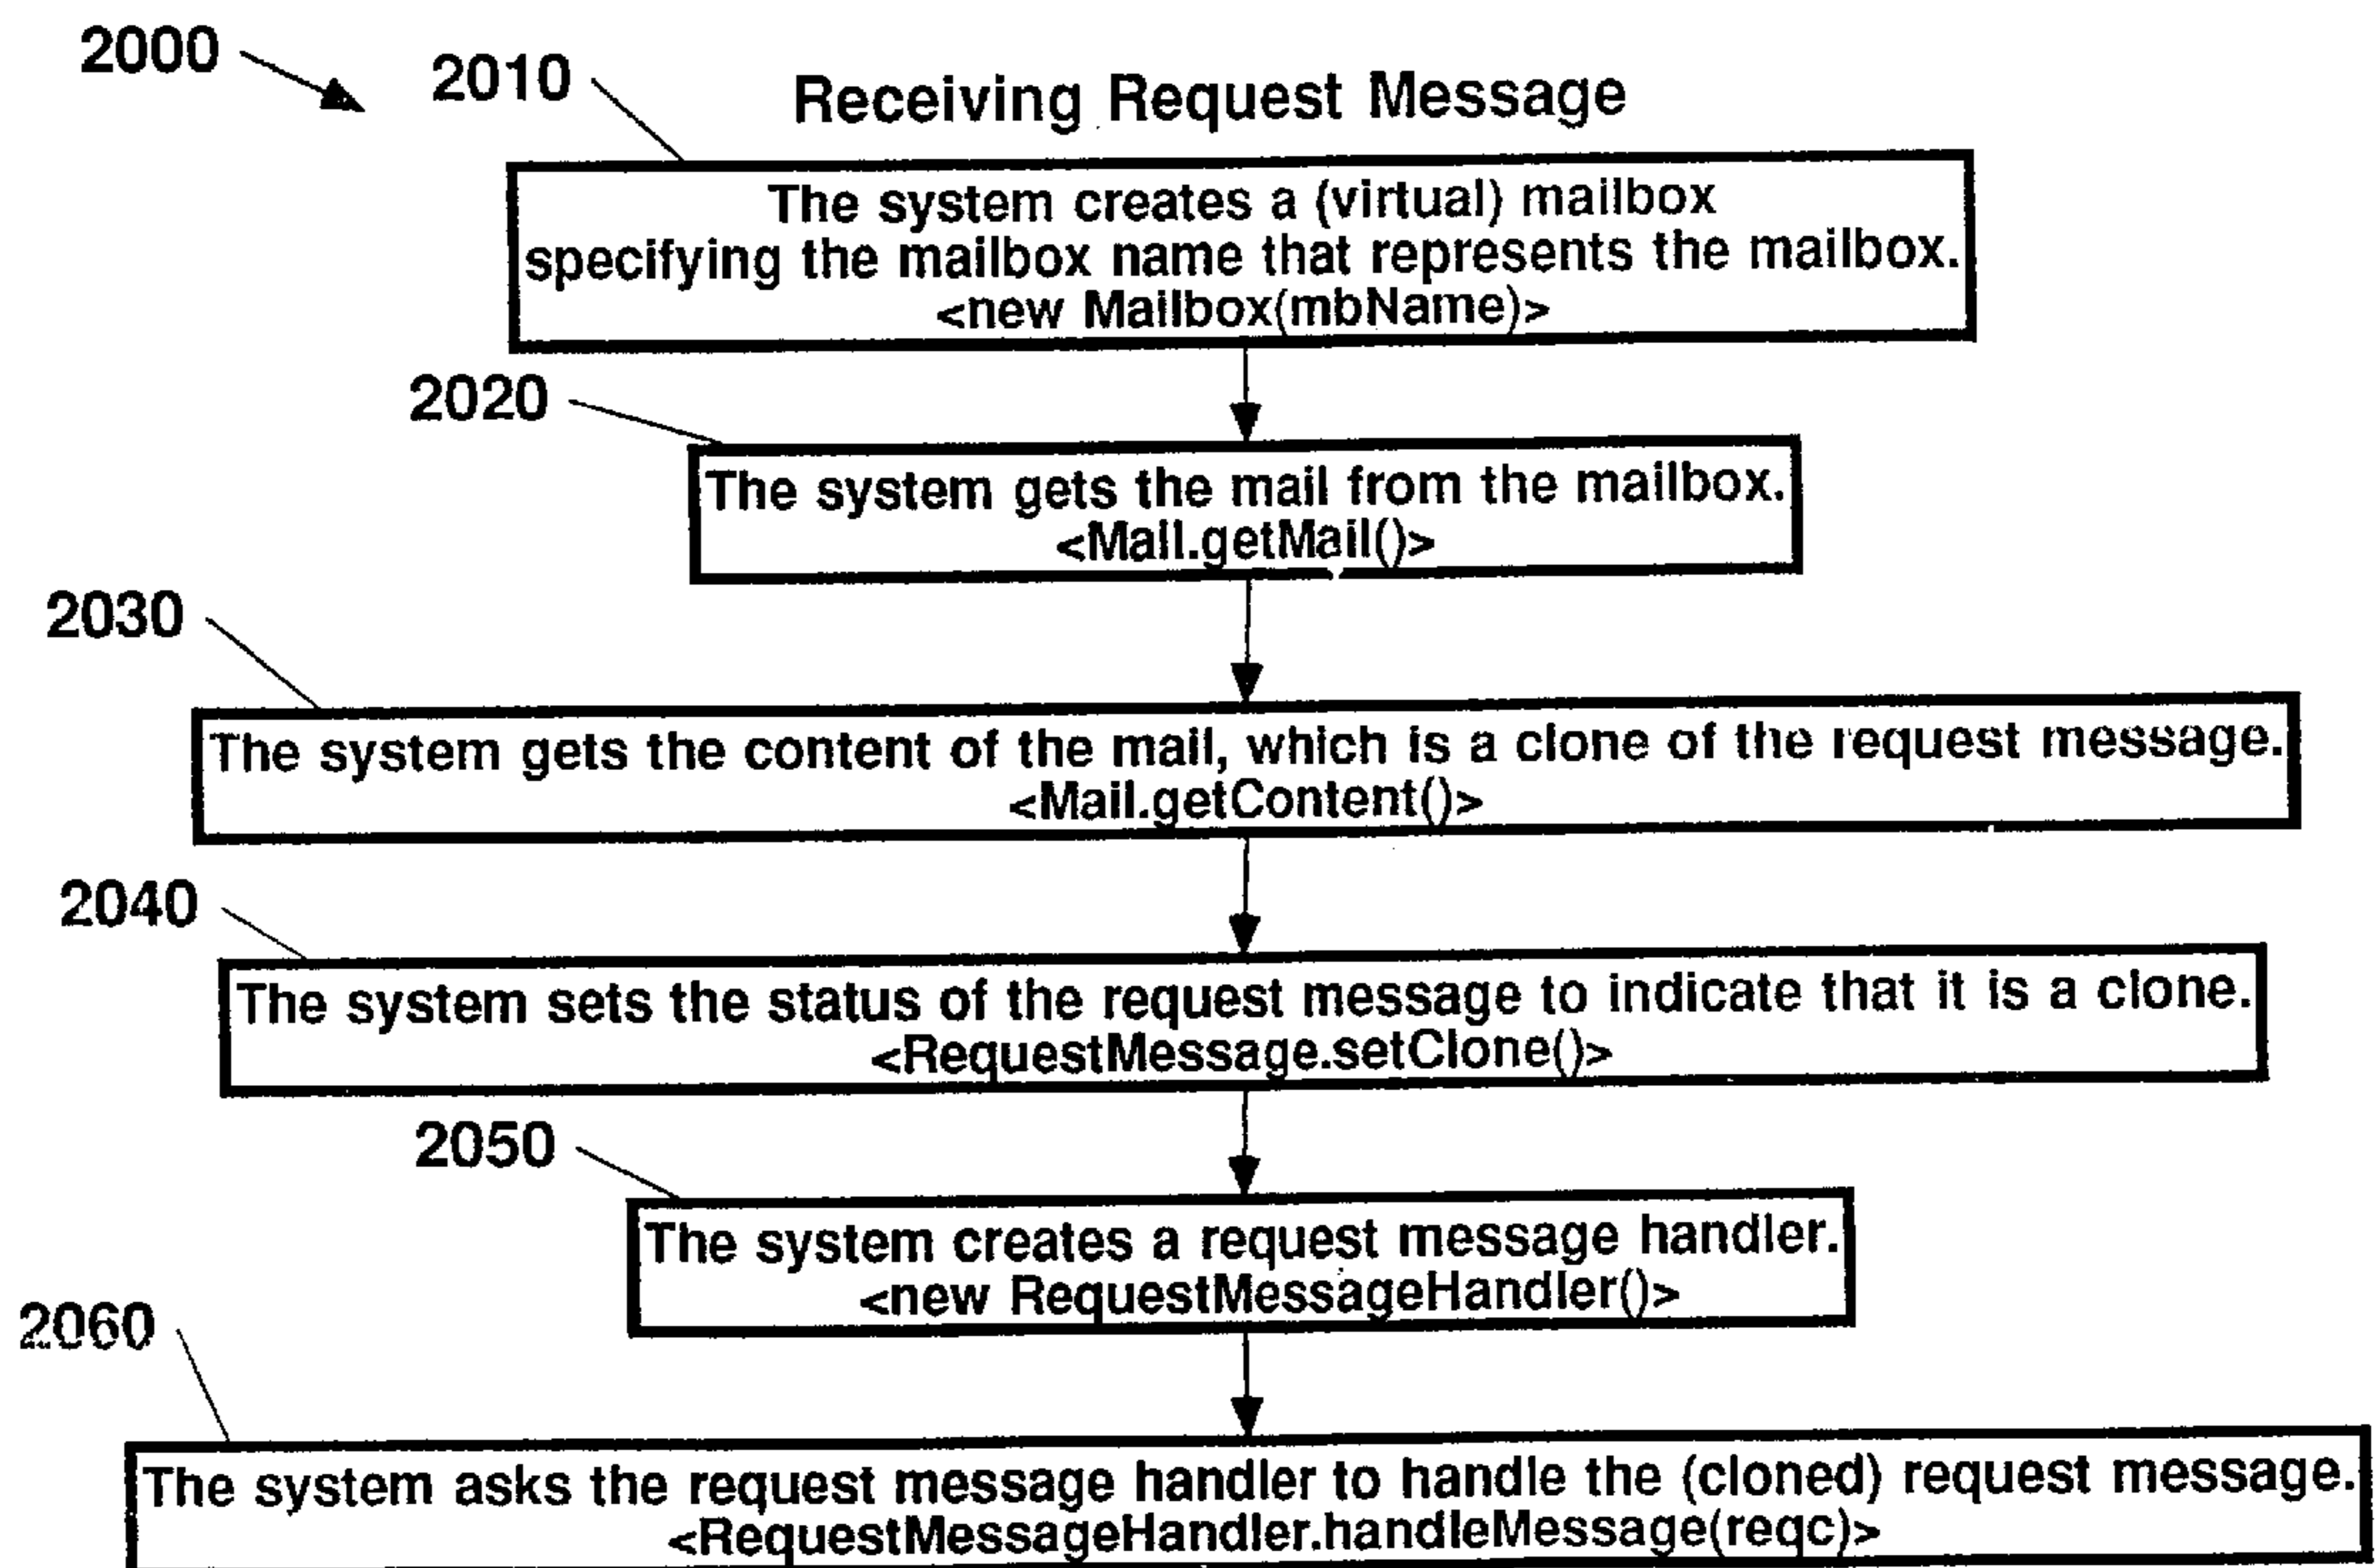 2000
2010
Receiving Request Message
The system creates a (virtual) mailbox
specifying the mailbox name that represents the mailbox.
<new Mailbox(mbName)>
2020
The system gets the mail from the mailbox.
<Mail.getMail()>
2030
The system gets the content of the mail, which is a clone of the request message.
<Mail.getContent()>
2040
The system sets the status of the request message to indicate that it is a clone.
<RequestMessage.setClone()>
2050
The system creates a request message handler.
<new RequestMessageHandler()>
2060
The system asks the request message handler to handle the (cloned) request message.
<RequestMessageHandler.handleMessage(reqc)>